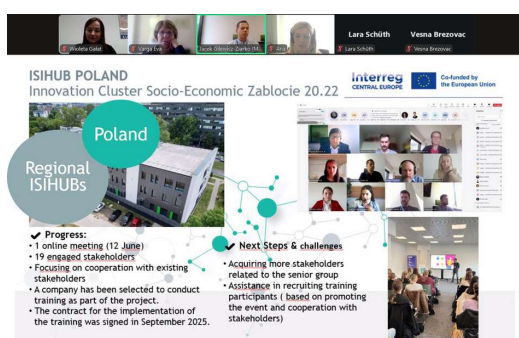 Wioleta Gałat
Varga Éva
Jacek Gilewicz-Ziarko (M...
Ana
Lara Schüth
Vesna Brezovac
Lara Schüth
Vesna Brezovac
ISIHUB POLAND
Innovation Cluster Socio-Economic Zablocie 20.22
Interreg
CENTRAL EUROPE
Co-funded by
the European Union
Poland
Regional
ISIHUBs
✔ Progress:
• 1 online meeting (12 June)
• 19 engaged stakeholders
• Focusing on cooperation with existing
stakeholders
• A company has been selected to conduct
training as part of the project.
• The contract for the implementation of
the training was signed in September 2025.
✔ Next Steps & challenges
• Acquiring more stakeholders
related to the senior group
• Assistance in recruiting training
participants ( based on promoting
the event and cooperation with
stakeholders)